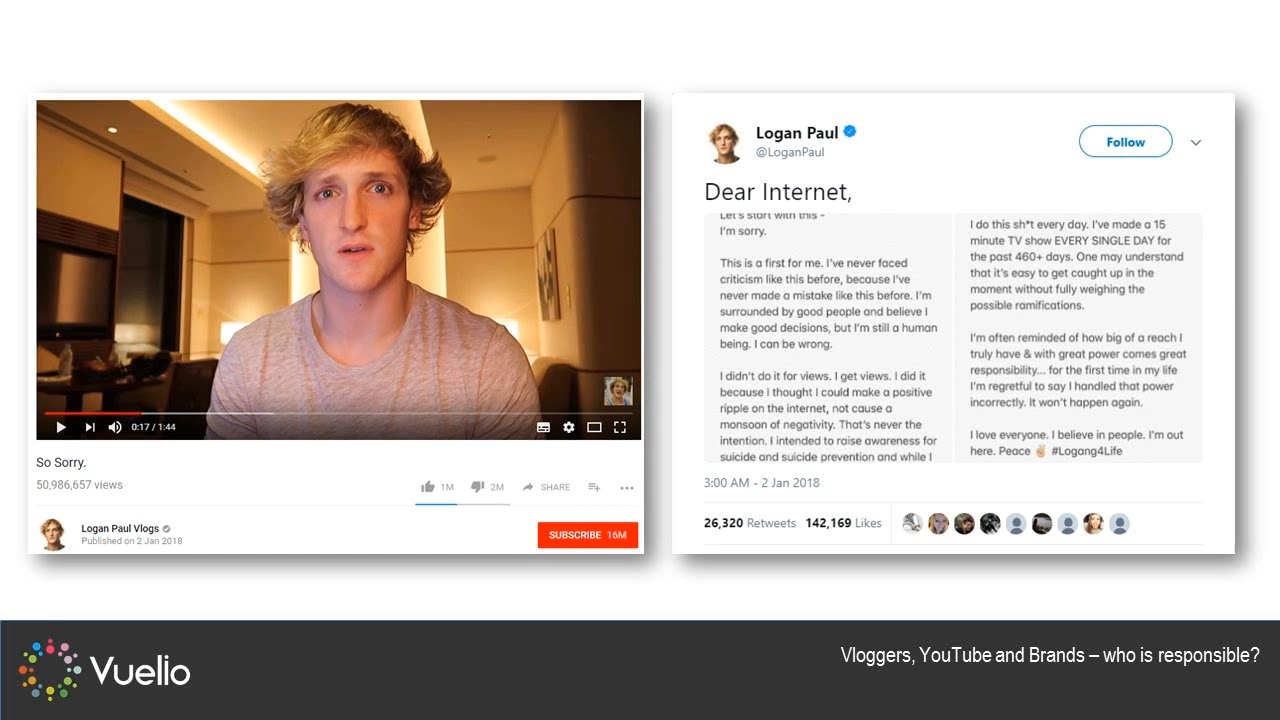 0:17 / 1:44
So Sorry.
50,986,657 views
1M
2M
SHARE
Logan Paul Vlogs
Published on 2 Jan 2018
SUBSCRIBE 16M
Logan Paul
@LoganPaul
Follow
Dear Internet,
Let's start with this -
I'm sorry.
This is a first for me. I've never faced
criticism like this before, because I've
never made a mistake like this before. I'm
surrounded by good people and believe I
make good decisions, but I'm still a human
being. I can be wrong.
I didn't do it for views. I get views. I did it
because I thought I could make a positive
ripple on the internet, not cause a
monsoon of negativity. That's never the
intention. I intended to raise awareness for
suicide and suicide prevention and while I
I do this sh*t every day. I've made a 15
minute TV show EVERY SINGLE DAY for
the past 460+ days. One may understand
that it's easy to get caught up in the
moment without fully weighing the
possible ramifications.
I'm often reminded of how big of a reach I
truly have & with great power comes great
responsibility... for the first time in my life
I'm regretful to say I handled that power
incorrectly. It won't happen again.
I love everyone. I believe in people. I'm out
here. Peace ✌🏼 #Logang4Life
3:00 AM - 2 Jan 2018
26,320 Retweets 142,169 Likes
Vuelio
Vloggers, YouTube and Brands – who is responsible?